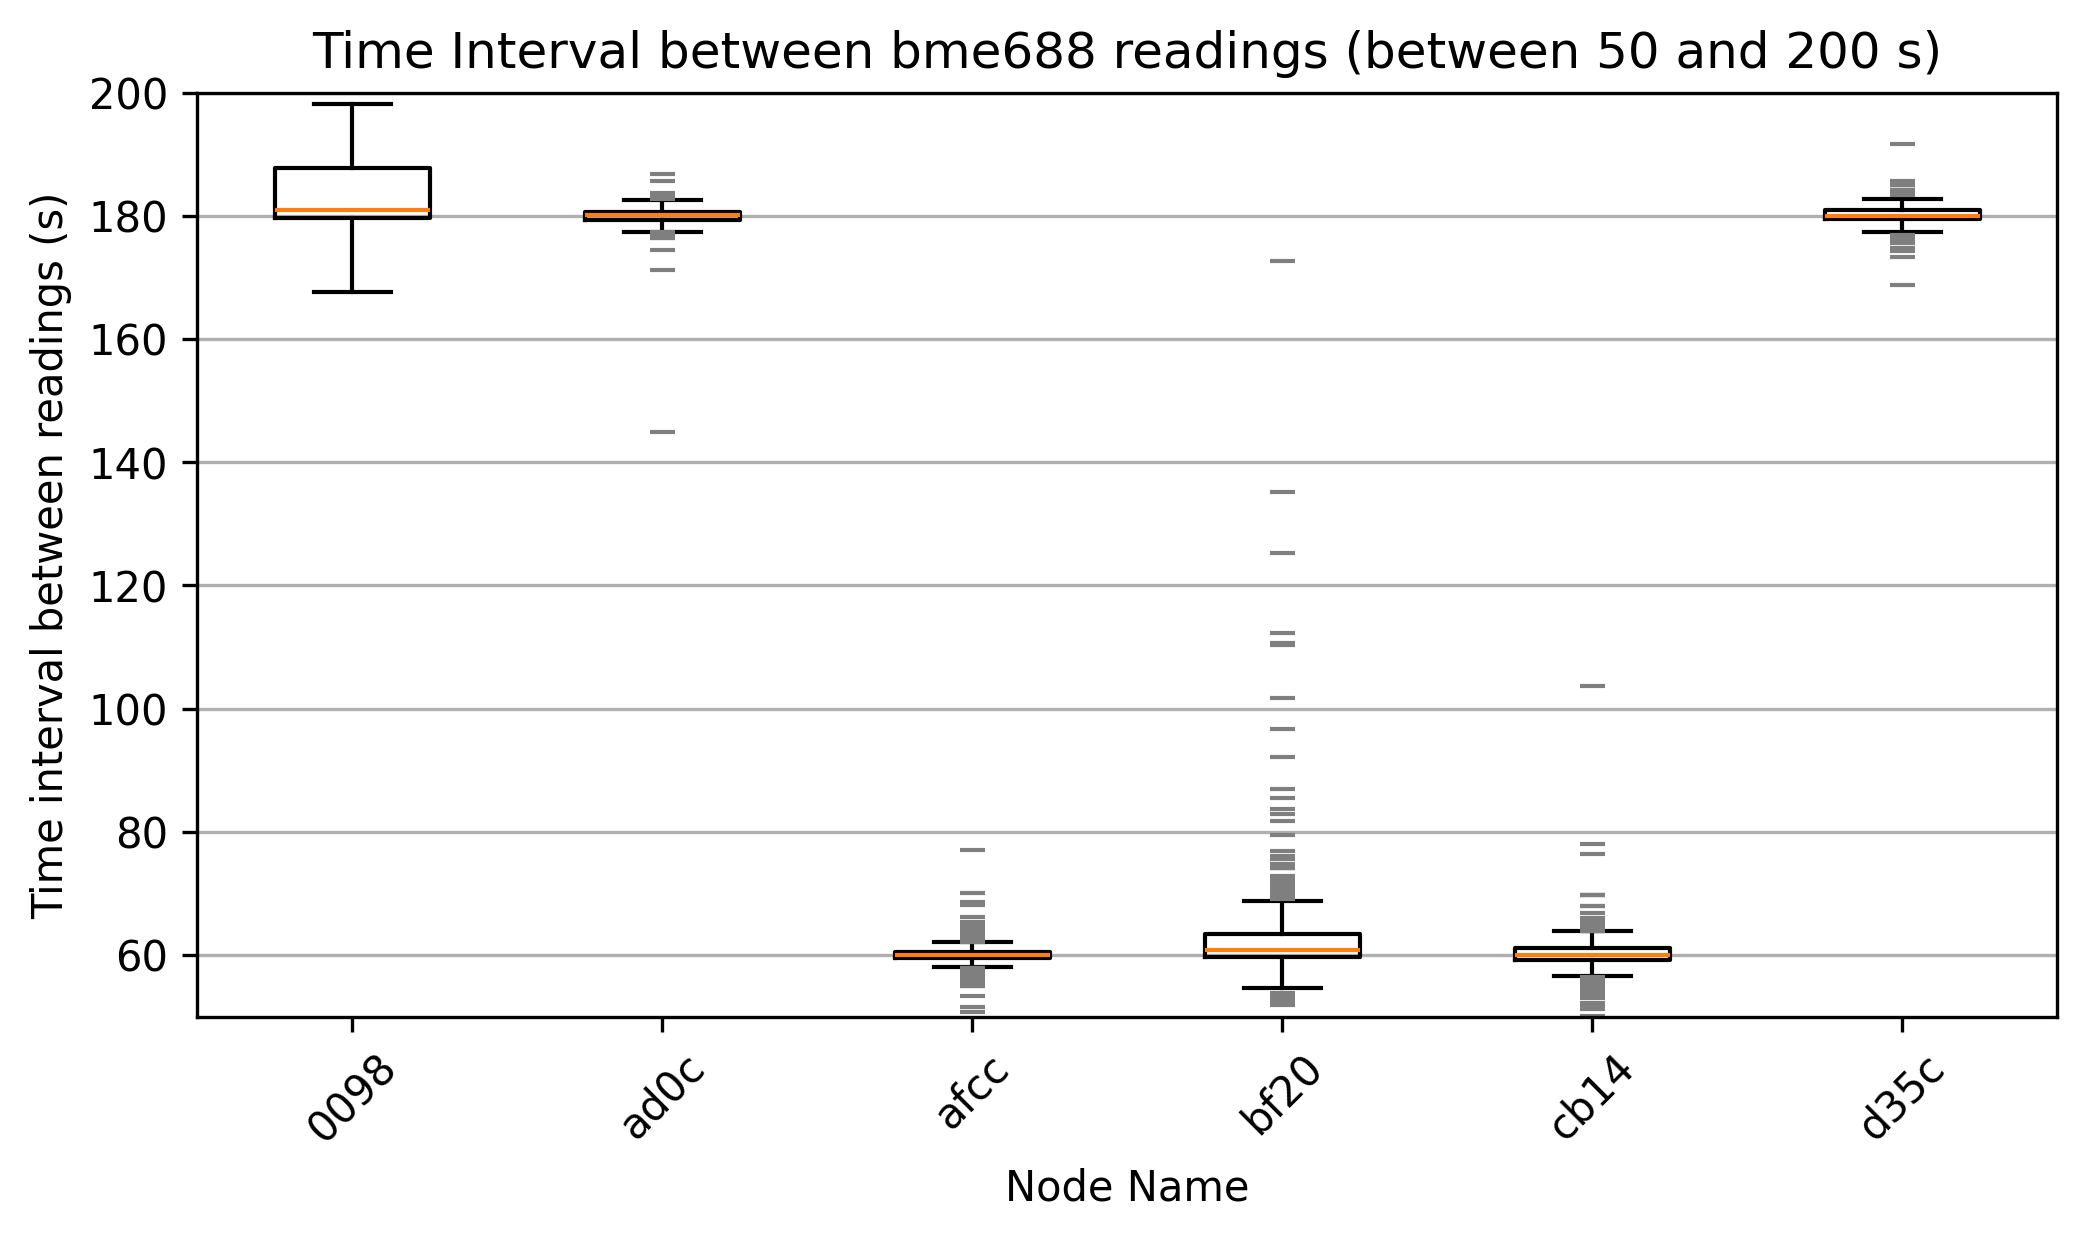 Time Interval between bme688 readings (between 50 and 200 s)
Time interval between readings (s)
200
180
160
140
120
100
80
60
0098
ad0c
afcc
bf20
cb14
d35c
Node Name